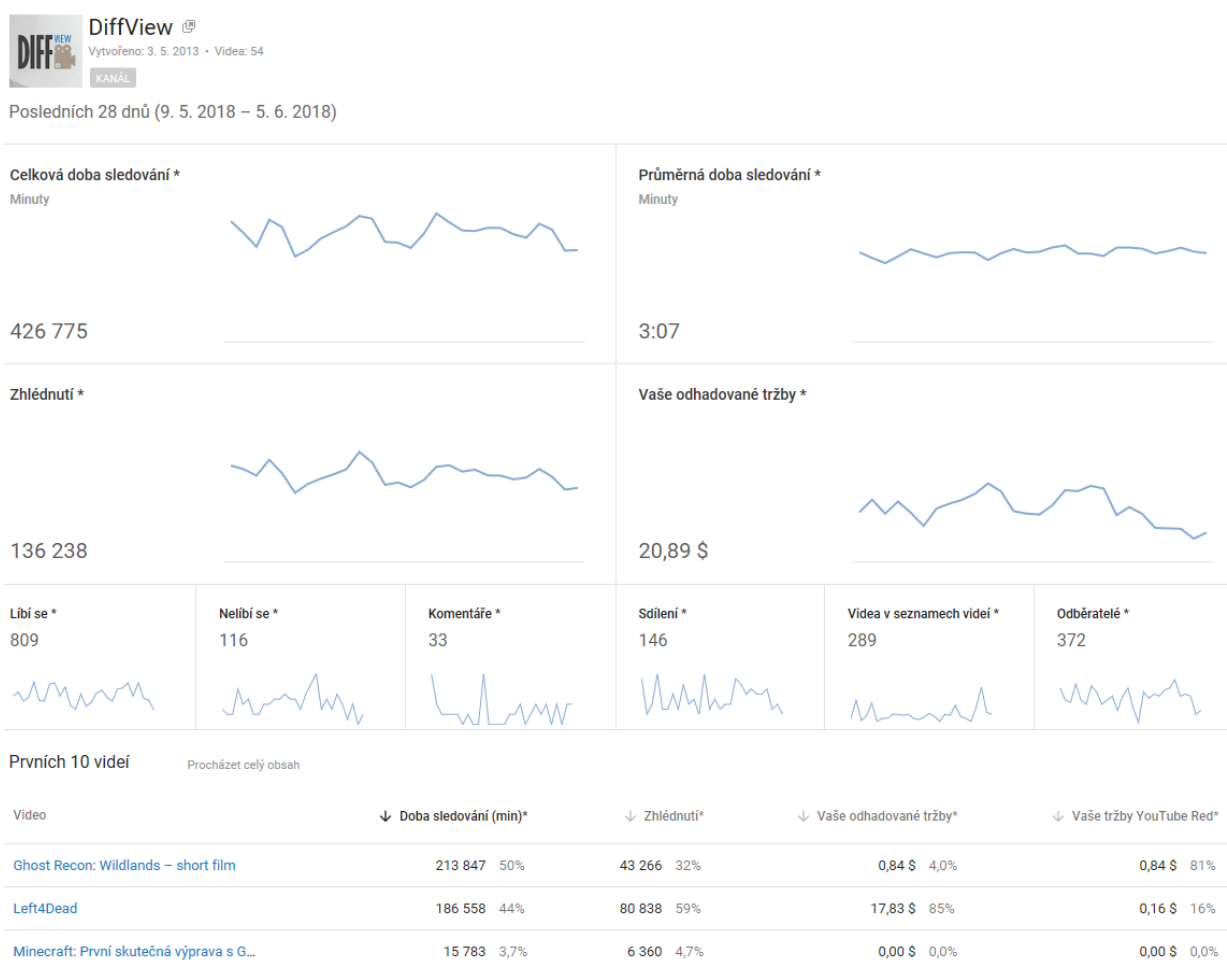 DIFF VIEW
DiffView
Vytvořeno: 3. 5. 2013 • Videa: 54
KANÁL
Posledních 28 dnů (9. 5. 2018 – 5. 6. 2018)
Celková doba sledování *
Minuty
426 775
Průměrná doba sledování *
Minuty
3:07
Zhlédnutí *
136 238
Vaše odhadované tržby *
20,89 $
Líbí se *
809
Nelíbí se *
116
Komentáře *
33
Sdílení *
146
Videa v seznamech videí *
289
Odběratelé *
372
Prvních 10 videí Procházet celý obsah
Video Doba sledování (min)* Zhlédnutí* Vaše odhadované tržby* Vaše tržby YouTube Red*
Ghost Recon: Wildlands – short film 213 847 50% 43 266 32% 0,84 $ 4,0% 0,84 $ 81%
Left4Dead 186 558 44% 80 838 59% 17,83 $ 85% 0,16 $ 16%
Minecraft: První skutečná výprava s G... 15 783 3,7% 6 360 4,7% 0,00 $ 0,0% 0,00 $ 0,0%